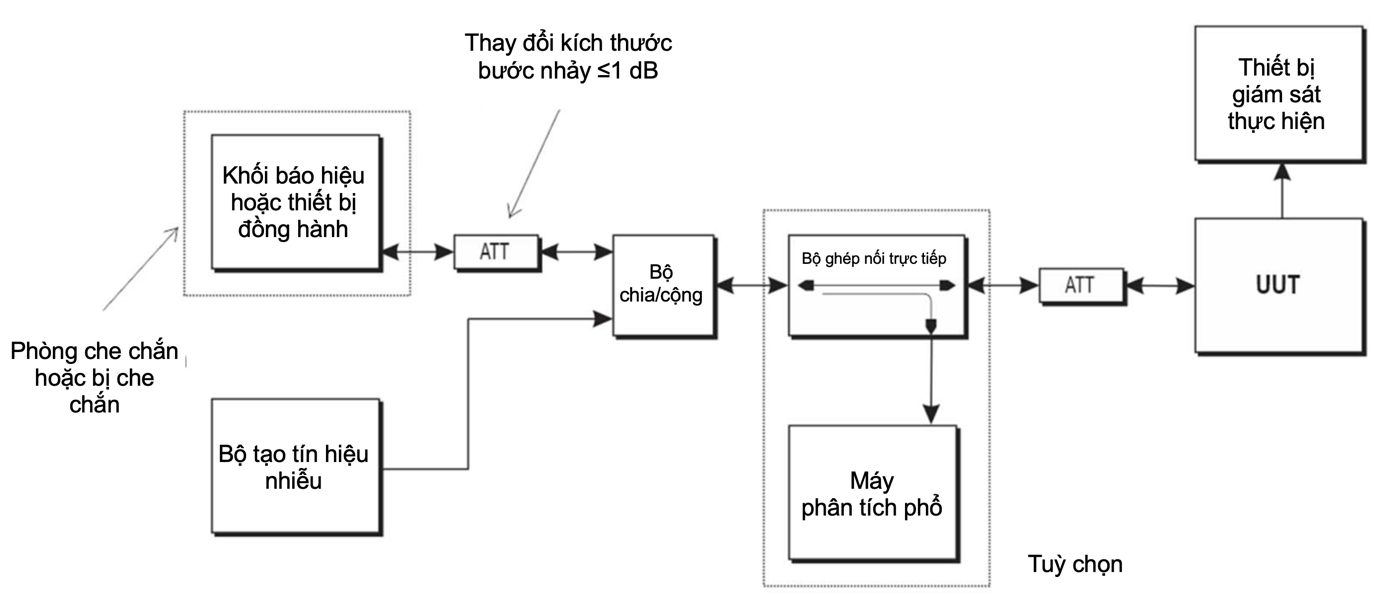 Thay đổi kích thước
bước nhảy ≤1 dB
Thiết bị
giám sát
thực hiện
Khối báo hiệu
hoặc thiết bị
đồng hành
ATT
Bộ
chia/cộng
Bộ ghép nối trực tiếp
ATT
UUT
Phòng che chắn
hoặc bị che
chắn
Bộ tạo tín hiệu
nhiễu
Máy
phân tích phổ
Tuỳ chọn